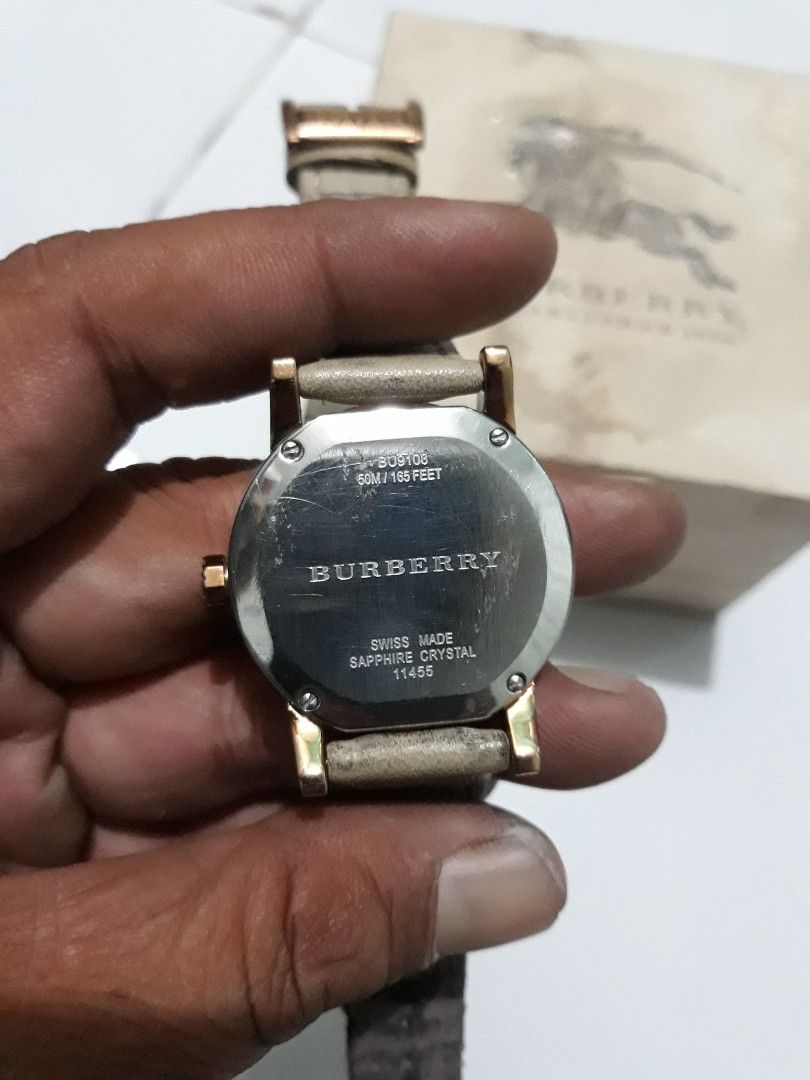 BURBERRY
BU9108
50M / 165 FEET
BURBERRY
SWISS MADE
SAPPHIRE CRYSTAL
11455